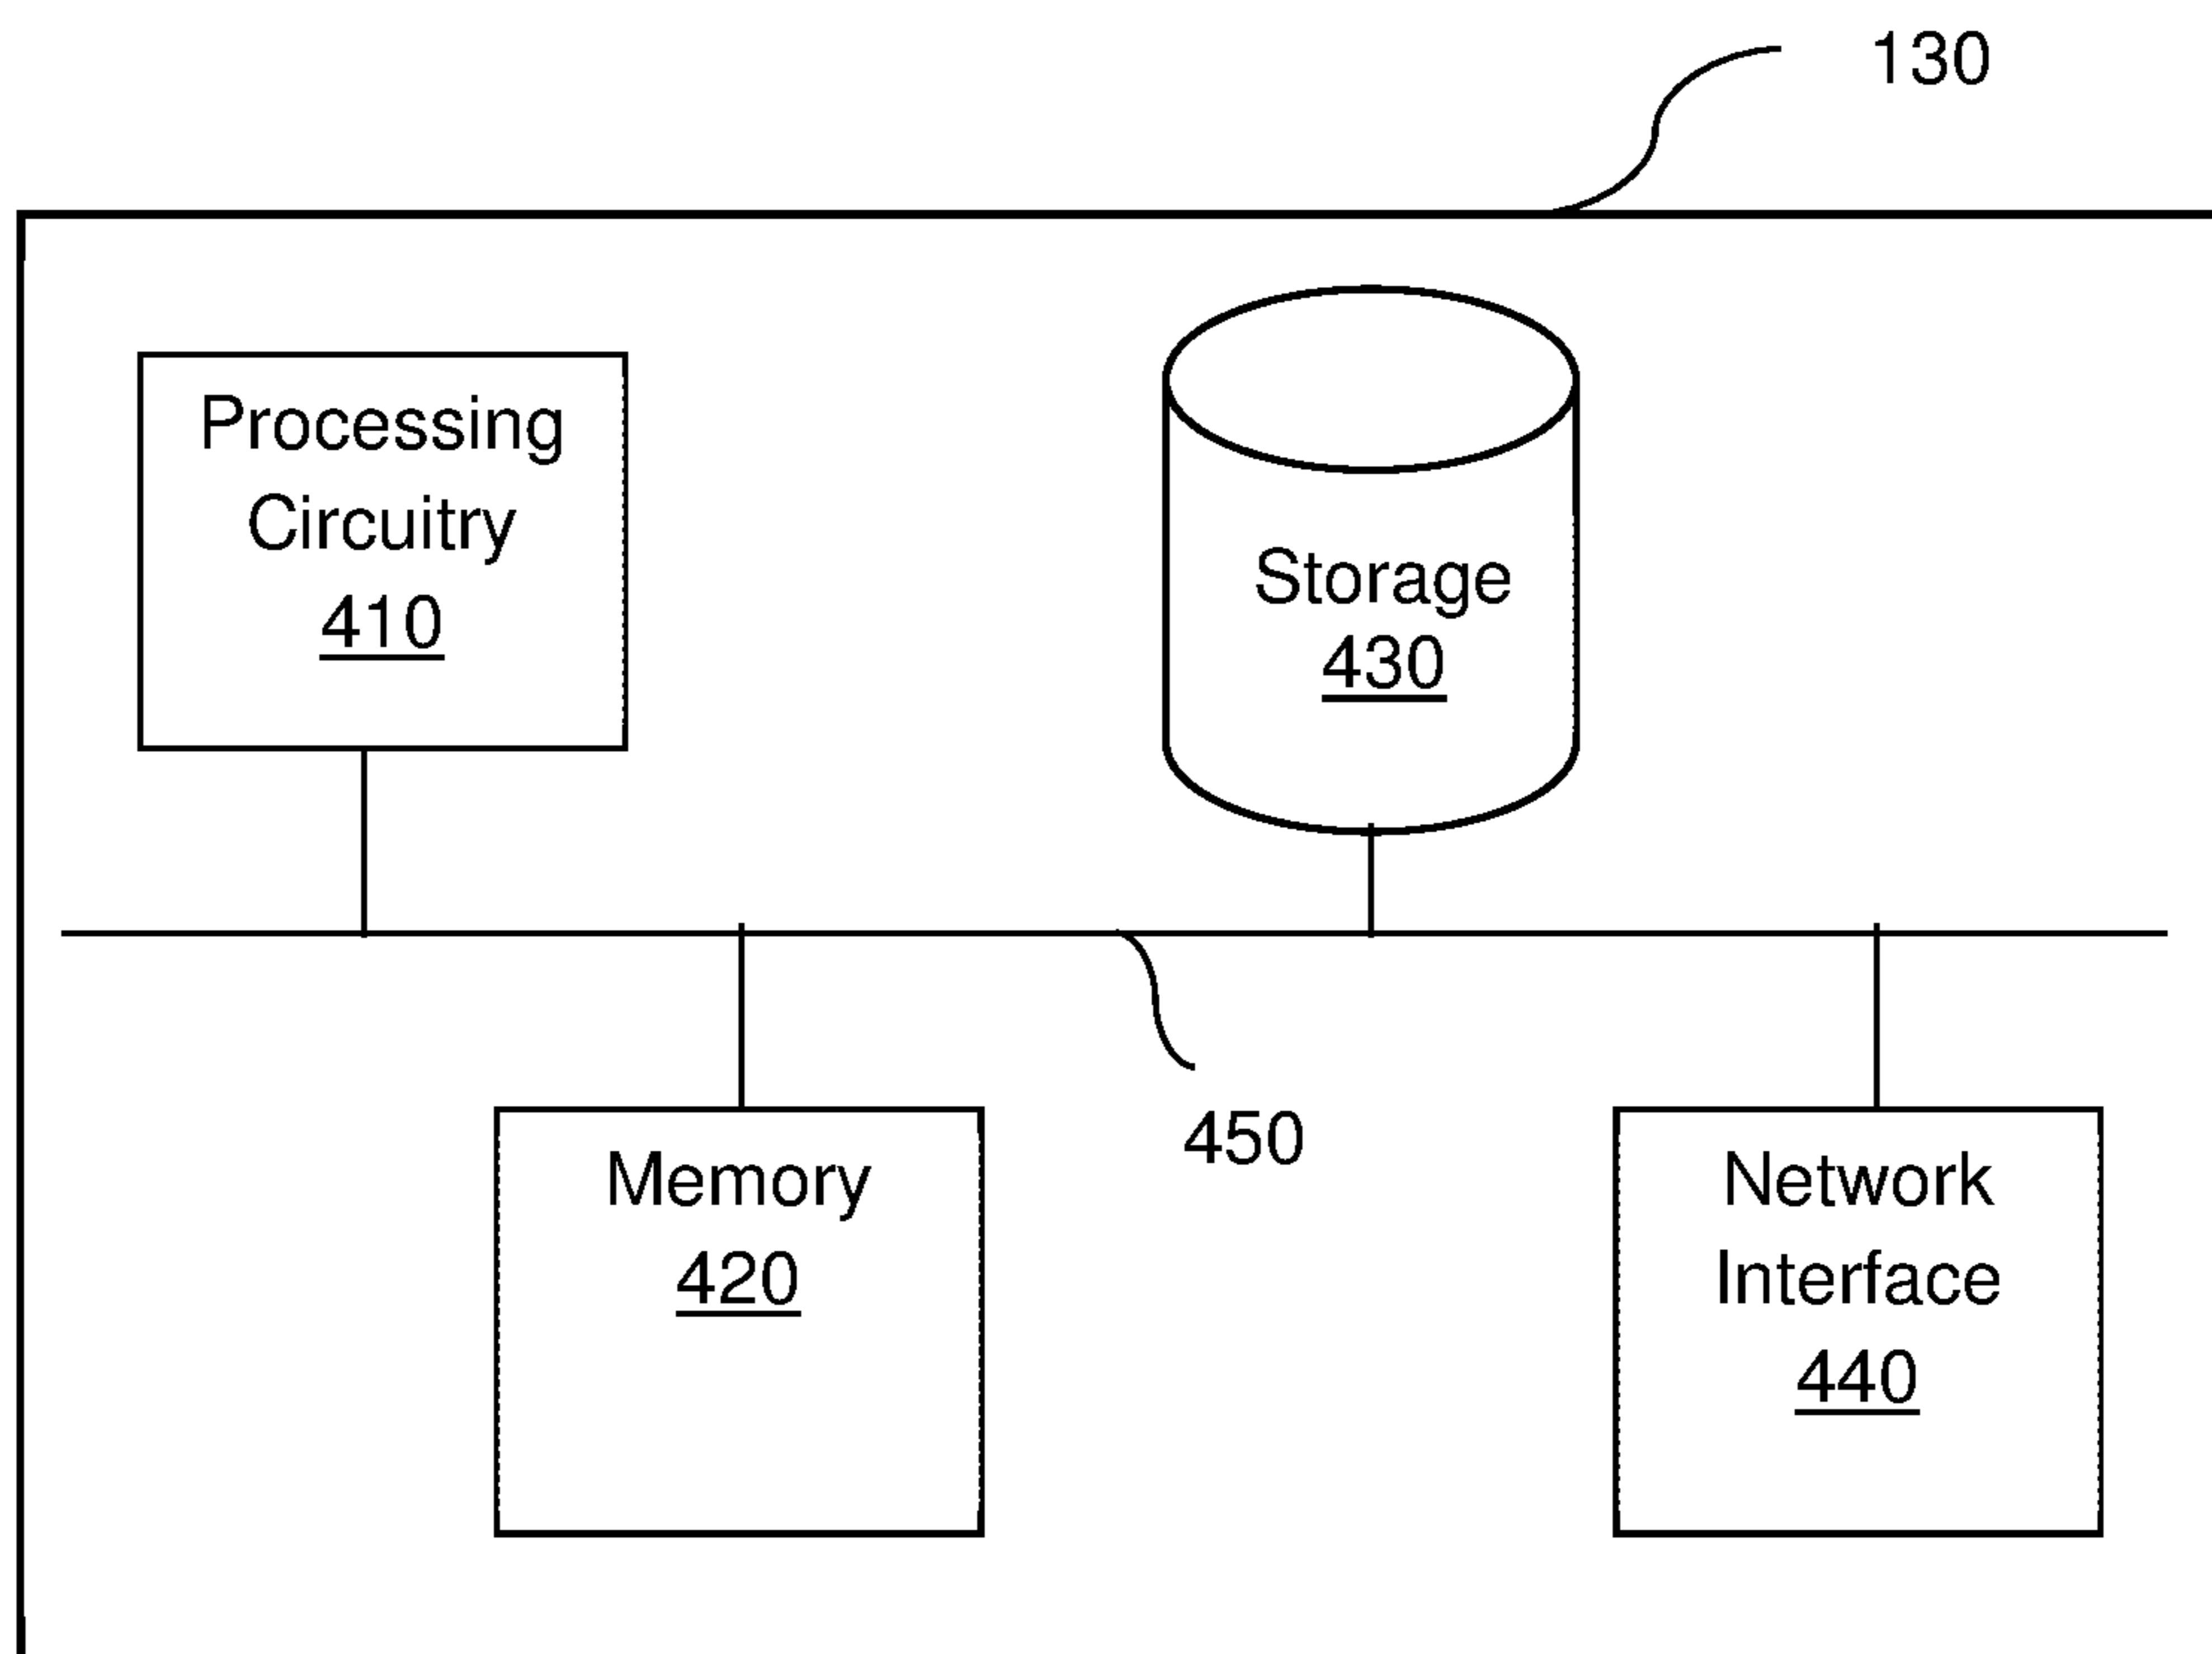 130
Processing
Circuitry
410
Storage
430
450
Memory
420
Network
Interface
440